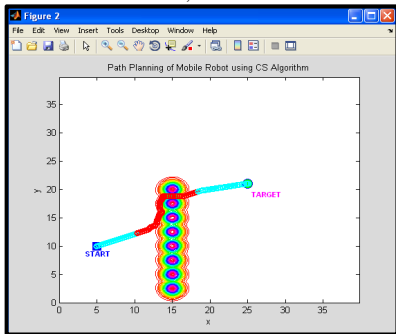 Figure 2
File Edit View Insert Tools Desktop Window Help
Path Planning of Mobile Robot using CS Algorithm
35
30
25
20
15
10
5
0
y
TARGET
START
0 5 10 15 20 25 30 35
x